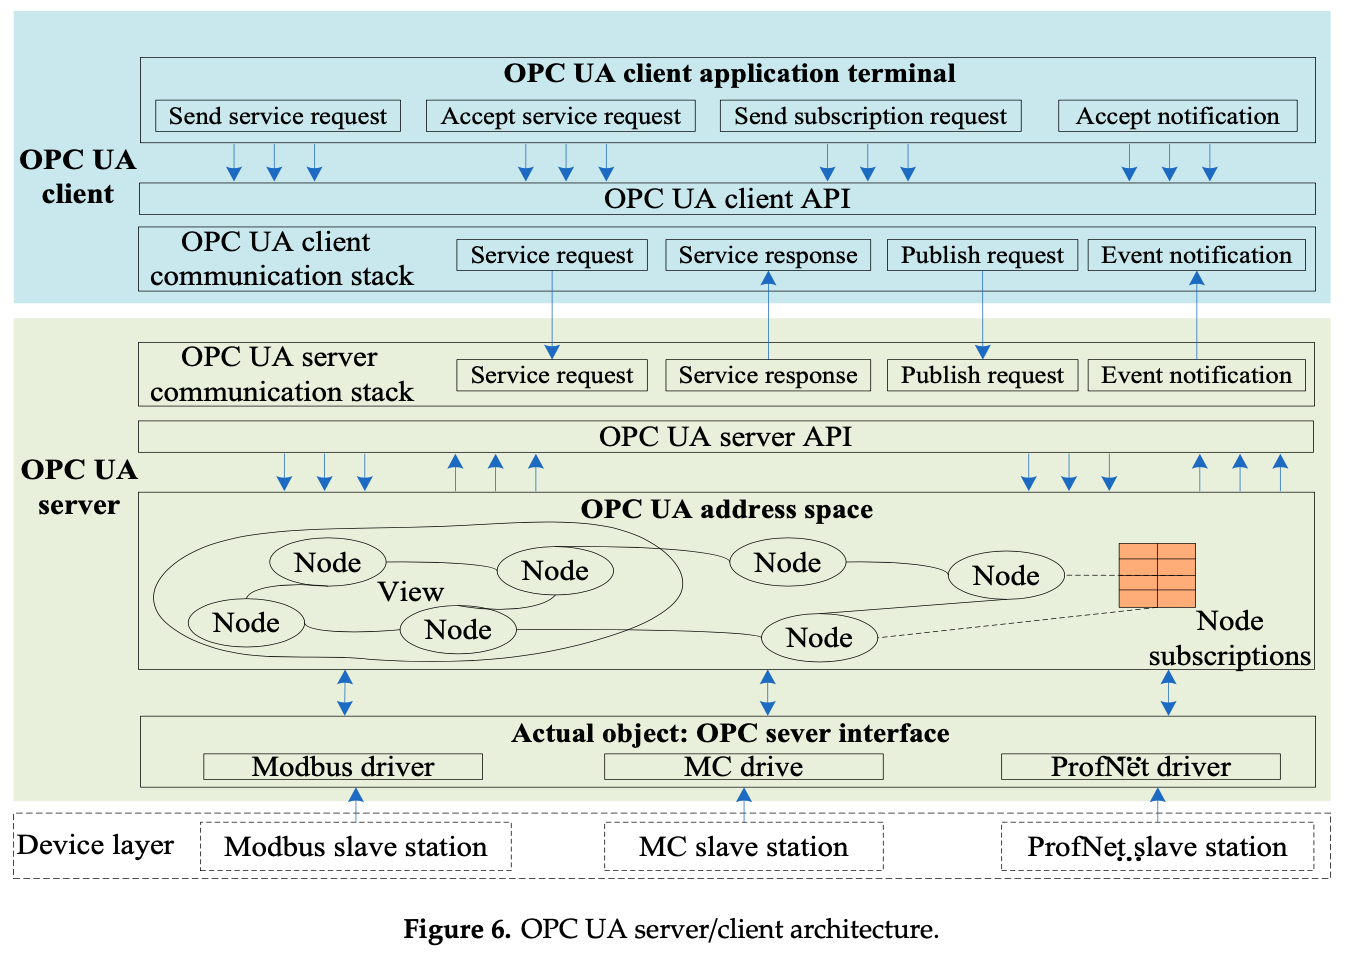 OPC UA client application terminal
Send service request
Accept service request
Send subscription request
Accept notification
OPC UA
client
OPC UA client API
OPC UA client
communication stack
Service request
Service response
Publish request
Event notification
OPC UA server
communication stack
Service request
Service response
Publish request
Event notification
OPC UA server API
OPC UA
server
OPC UA address space
Node
Node
Node
Node
View
Node
Node
Node
Node
subscriptions
Actual object: OPC sever interface
Modbus driver
MC drive
ProfNet driver
...
Device layer
Modbus slave station
MC slave station
ProfNet slave station
...
Figure 6. OPC UA server/client architecture.